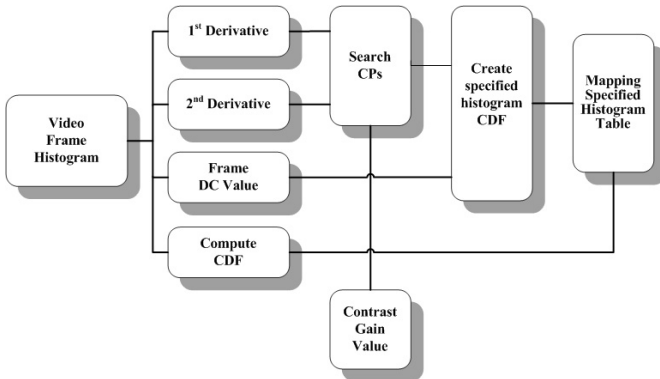 Video
Frame
Histogram
1st Derivative
2nd Derivative
Frame
DC Value
Compute
CDF
Search
CPs
Contrast
Gain
Value
Create
specified
histogram
CDF
Mapping
Specified
Histogram
Table